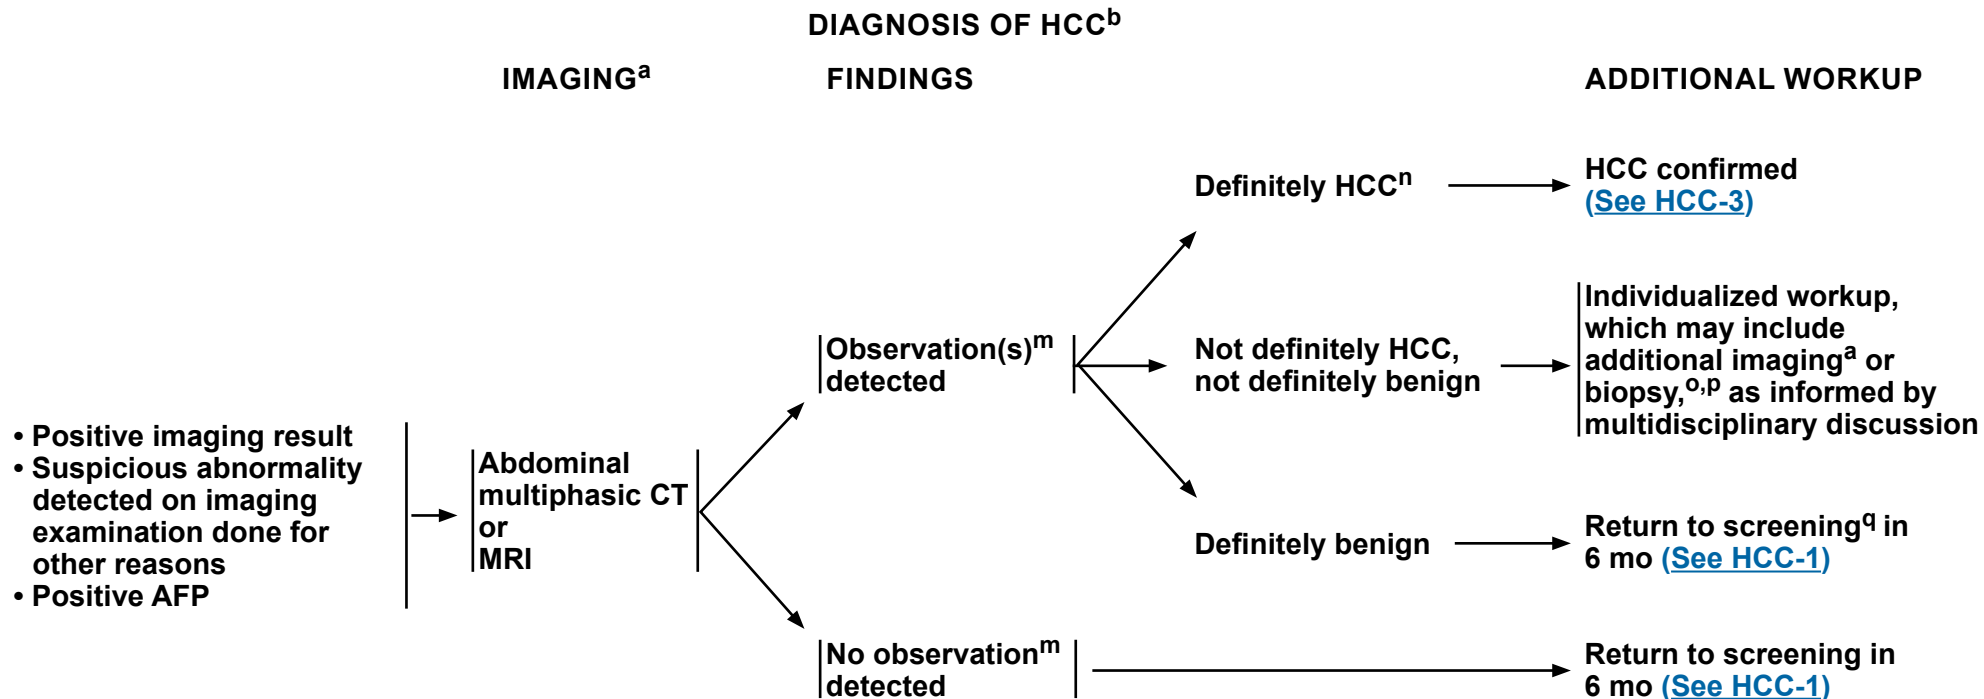 DIAGNOSIS OF HCCᵇ
IMAGINGᵃ
FINDINGS
ADDITIONAL WORKUP
• Positive imaging result
• Suspicious abnormality
detected on imaging
examination done for
other reasons
• Positive AFP
Abdominal
multiphasic CT
or
MRI
Observation(s)ᵐ
detected
Definitely HCCⁿ
HCC confirmed
(See HCC-3)
Not definitely HCC,
not definitely benign
Individualized workup,
which may include
additional imagingᵃ or
biopsy,ᵒ,ᵖ as informed by
multidisciplinary discussion
Definitely benign
Return to screening^q in
6 mo (See HCC-1)
No observationᵐ
detected
Return to screening in
6 mo (See HCC-1)